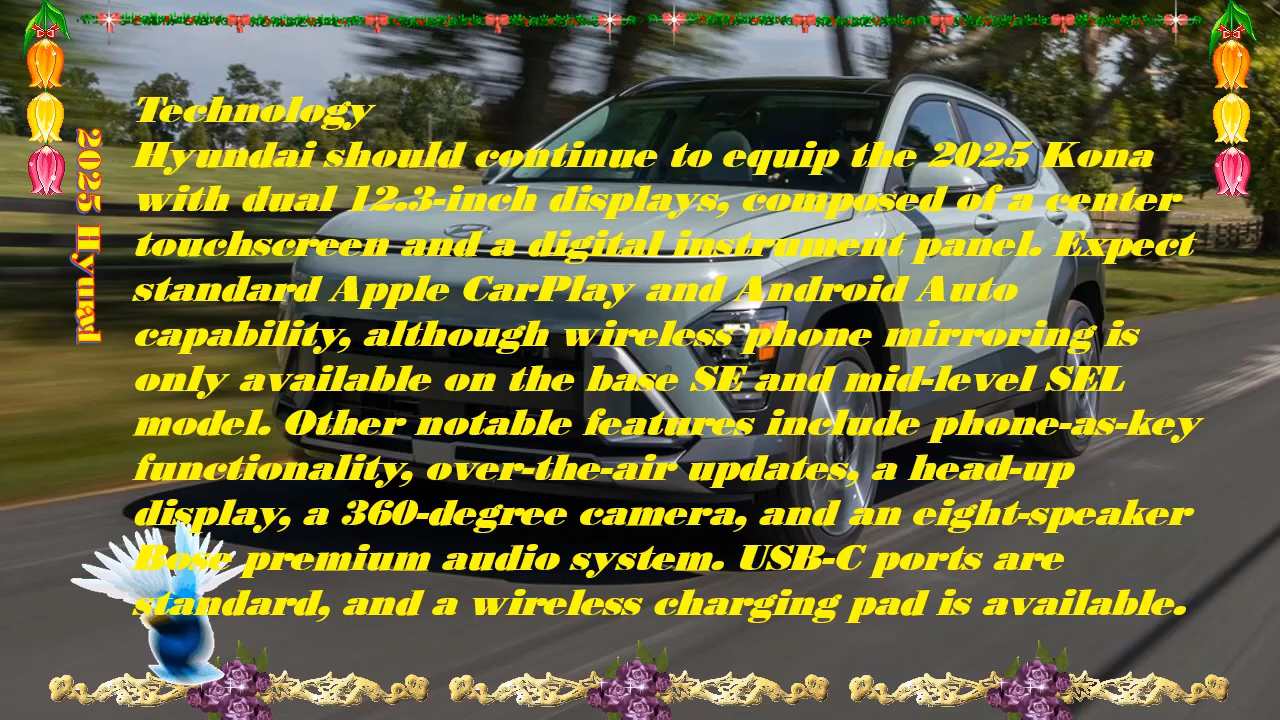 Technology
Hyundai should continue to equip the 2025 Kona
with dual 12.3-inch displays, composed of a center
touchscreen and a digital instrument panel. Expect
standard Apple CarPlay and Android Auto
capability, although wireless phone mirroring is
only available on the base SE and mid-level SEL
model. Other notable features include phone-as-key
functionality, over-the-air updates, a head-up
display, a 360-degree camera, and an eight-speaker
Bose premium audio system. USB-C ports are
standard, and a wireless charging pad is available.
2025